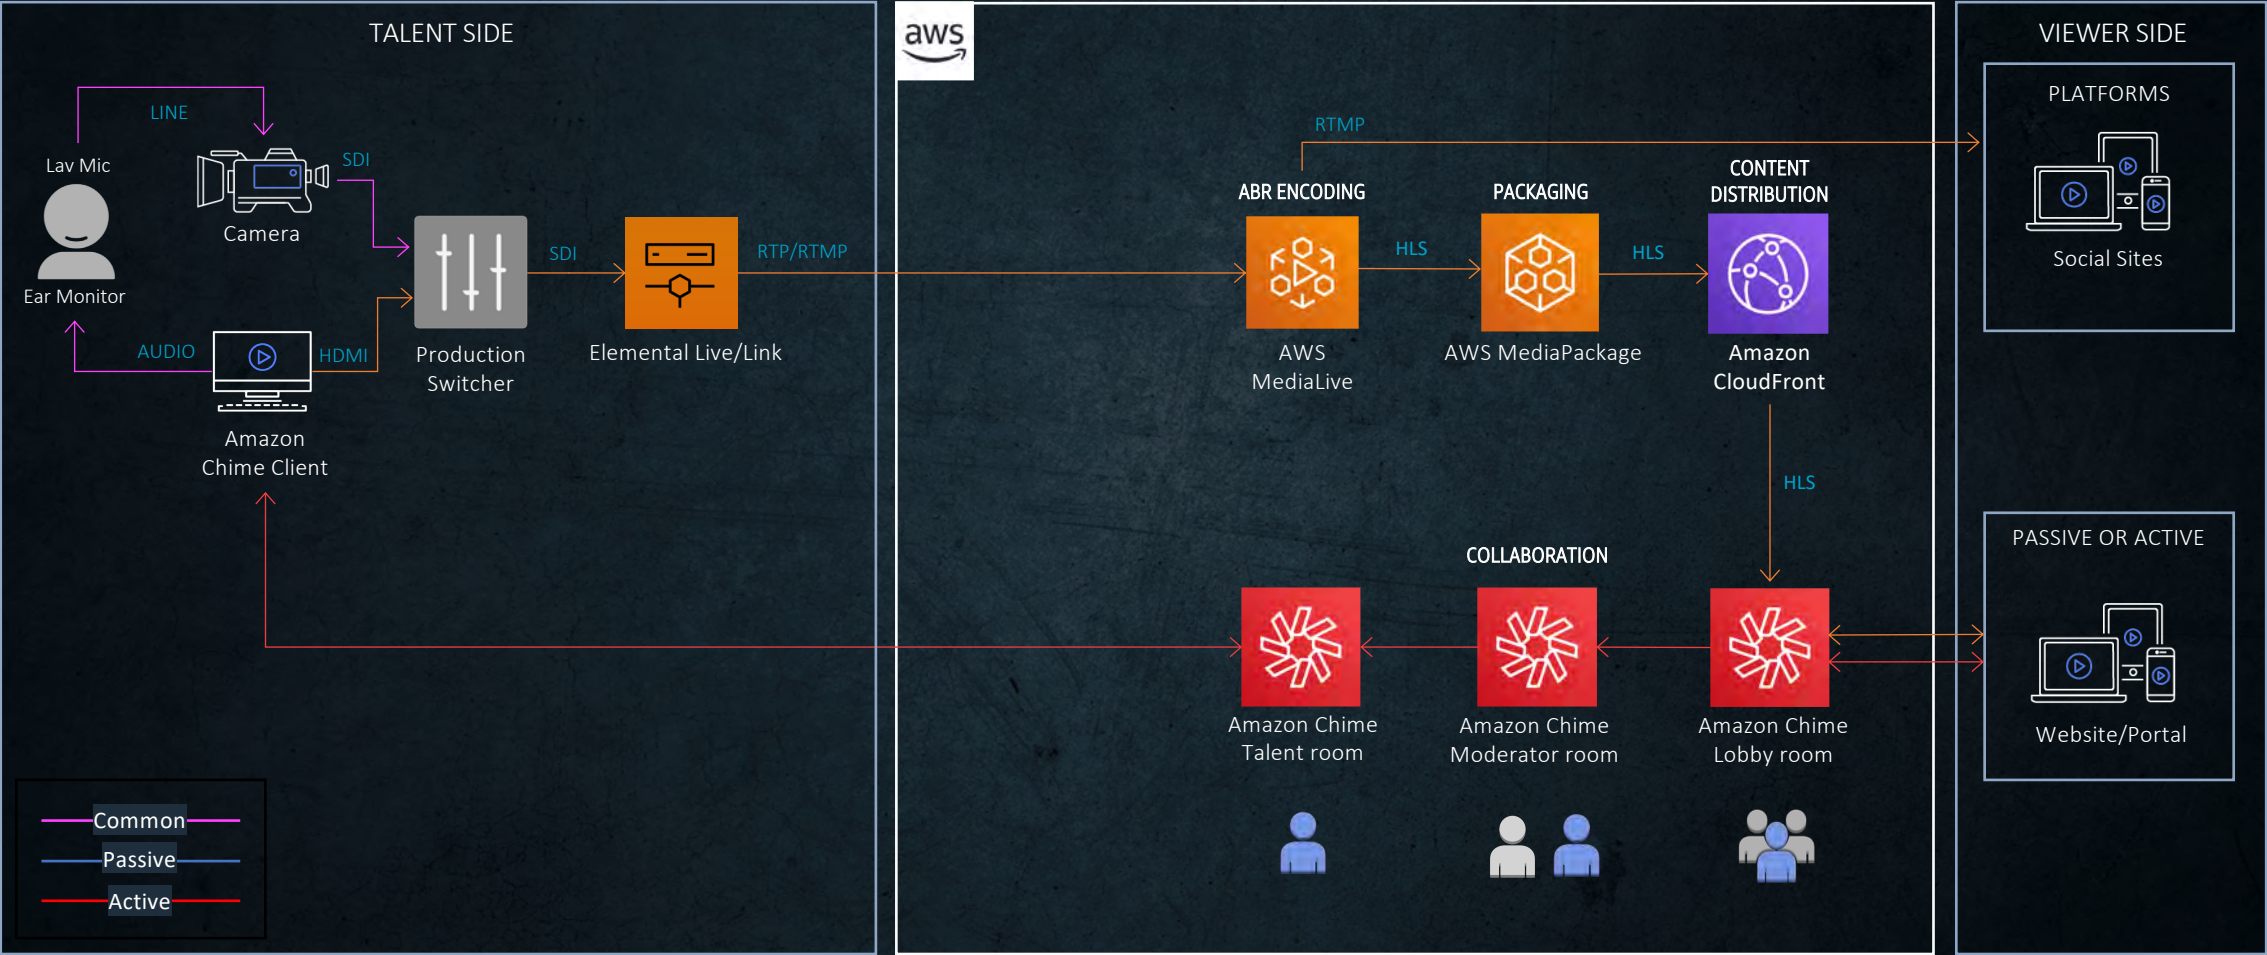 TALENT SIDE
LINE
Lav Mic
SDI
Camera
Ear Monitor
AUDIO
HDMI
Amazon
Chime Client
Production
Switcher
SDI
Elemental Live/Link
RTP/RTMP
Common
Passive
Active
aws
RTMP
ABR ENCODING
AWS
MediaLive
HLS
PACKAGING
AWS MediaPackage
HLS
CONTENT
DISTRIBUTION
Amazon
CloudFront
HLS
COLLABORATION
Amazon Chime
Talent room
Amazon Chime
Moderator room
Amazon Chime
Lobby room
VIEWER SIDE
PLATFORMS
Social Sites
PASSIVE OR ACTIVE
Website/Portal